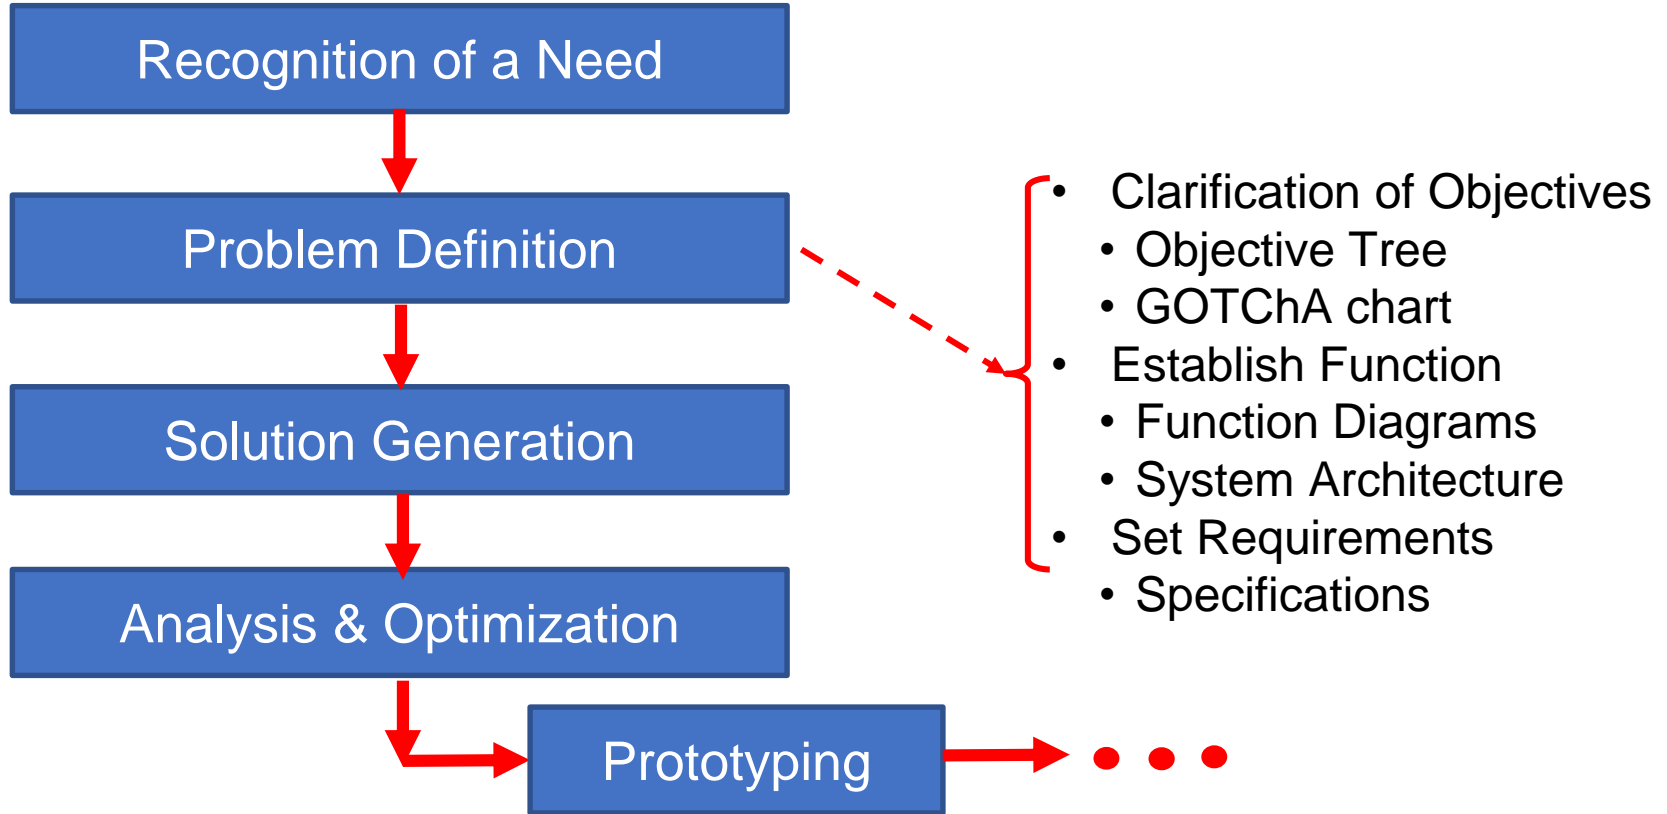 Recognition of a Need
Problem Definition
Solution Generation
Analysis & Optimization
Prototyping
• Clarification of Objectives
• Objective Tree
• GOTChA chart
• Establish Function
• Function Diagrams
• System Architecture
• Set Requirements
• Specifications